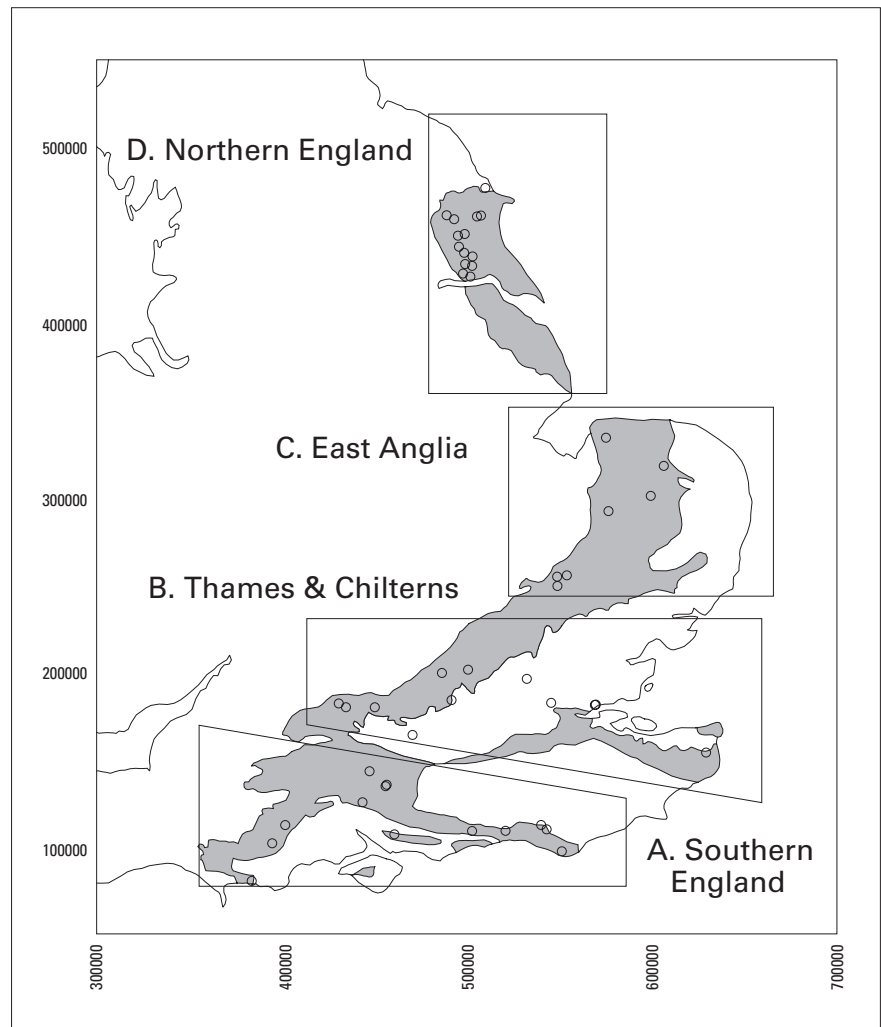 D. Northern England
500000
400000
C. East Anglia
300000
B. Thames & Chilterns
200000
100000
A. Southern
England
300000
400000
500000
600000
700000